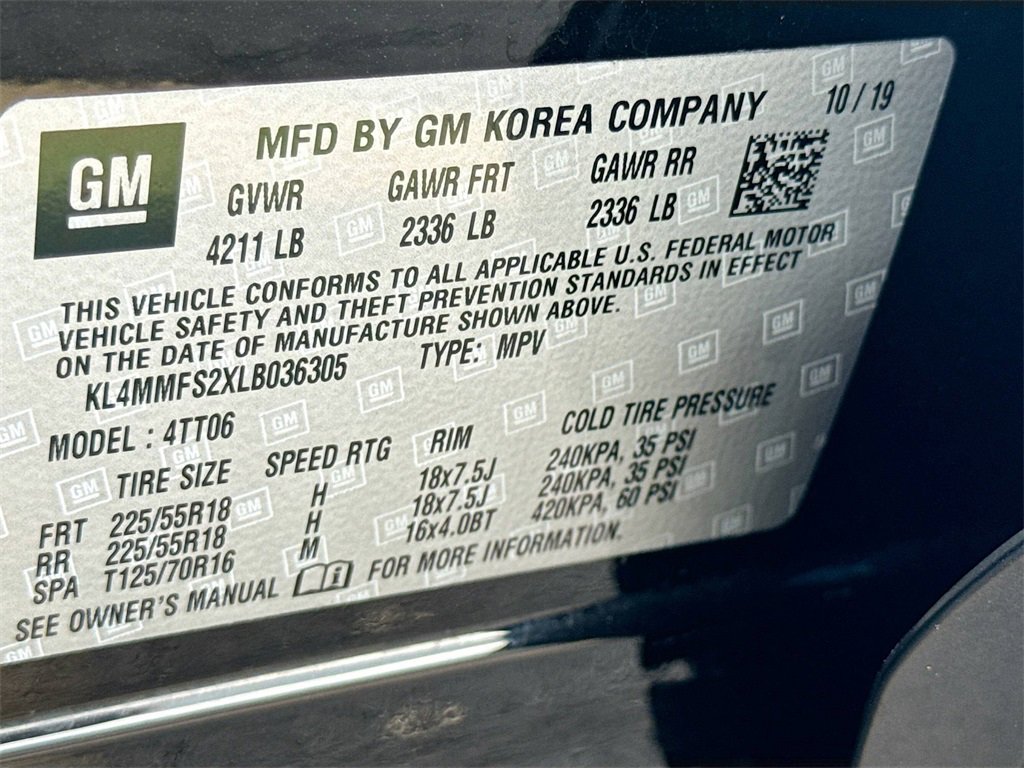 GM
MFD BY GM KOREA COMPANY 10/19
GVWR GAWR FRT GAWR RR
4211 LB 2336 LB 2336 LB
THIS VEHICLE CONFORMS TO ALL APPLICABLE U.S. FEDERAL MOTOR
VEHICLE SAFETY AND THEFT PREVENTION STANDARDS IN EFFECT
ON THE DATE OF MANUFACTURE SHOWN ABOVE.
KL4MMFS2XLB036305 TYPE: MPV
MODEL : 4TT06
TIRE SIZE SPEED RTG RIM COLD TIRE PRESSURE
FRT 225/55R18 H 18x7.5J 240KPA, 35 PSI
RR 225/55R18 H 18x7.5J 240KPA, 35 PSI
SPA T125/70R16 M 16x4.0BT 420KPA, 60 PSI
SEE OWNER'S MANUAL FOR MORE INFORMATION.